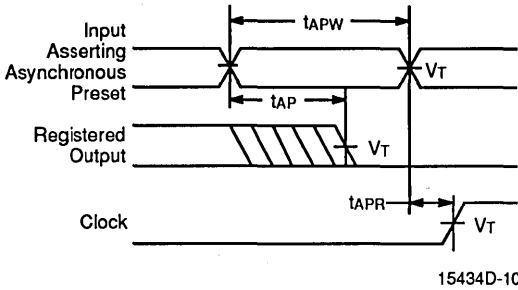 tAPW
Input
Asserting
Asynchronous
Preset
VT
tAP
Registered
Output
VT
tAPR
Clock
VT
15434D-10